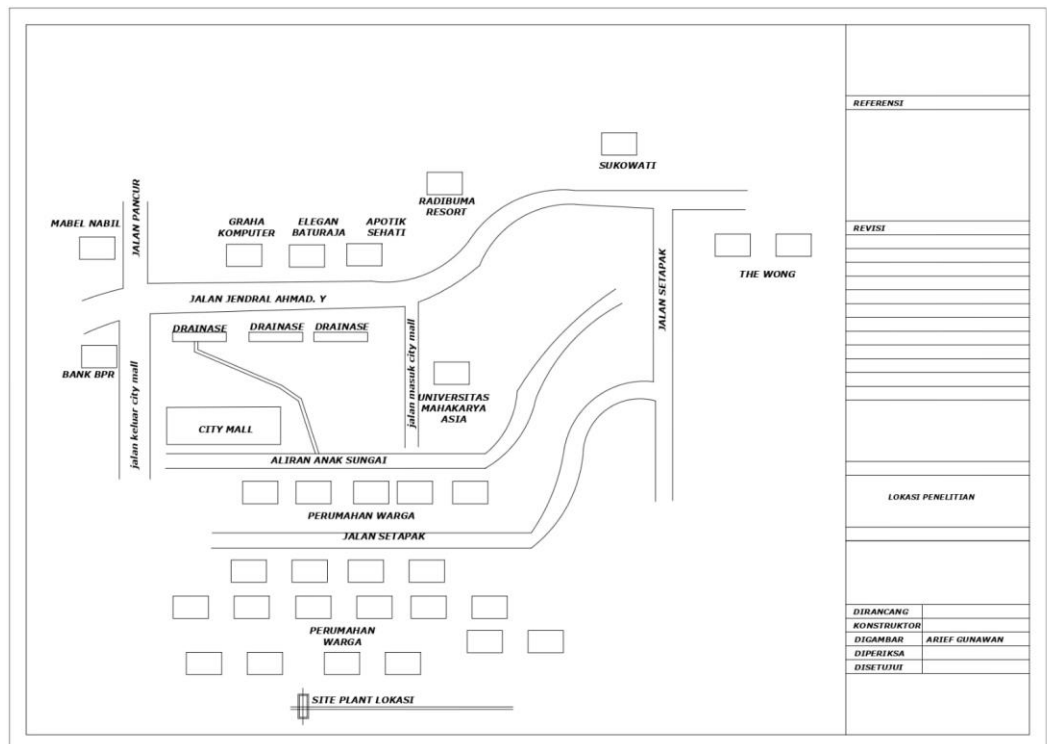 SUKOWATI
RADIBUMA
RESORT
MABEL NABIL
JALAN PANCUR
GRAHA
KOMPUTER
ELEGAN
BATURAJA
APOTIK
SEHATI
THE WONG
JALAN SETAPAK
JALAN JENDRAL AHMAD. Y
DRAINASE
DRAINASE
DRAINASE
BANK BPR
jalan keluar city mall
jalan masuk city mall
UNIVERSITAS
MAHAKARYA
ASIA
CITY MALL
ALIRAN ANAK SUNGAI
PERUMAHAN WARGA
JALAN SETAPAK
PERUMAHAN
WARGA
SITE PLANT LOKASI
REFERENSI
REVISI
LOKASI PENELITIAN
DIRANCANG
KONSTRUKTOR
DIGAMBAR ARIEF GUNAWAN
DIPERIKSA
DISETUJUI